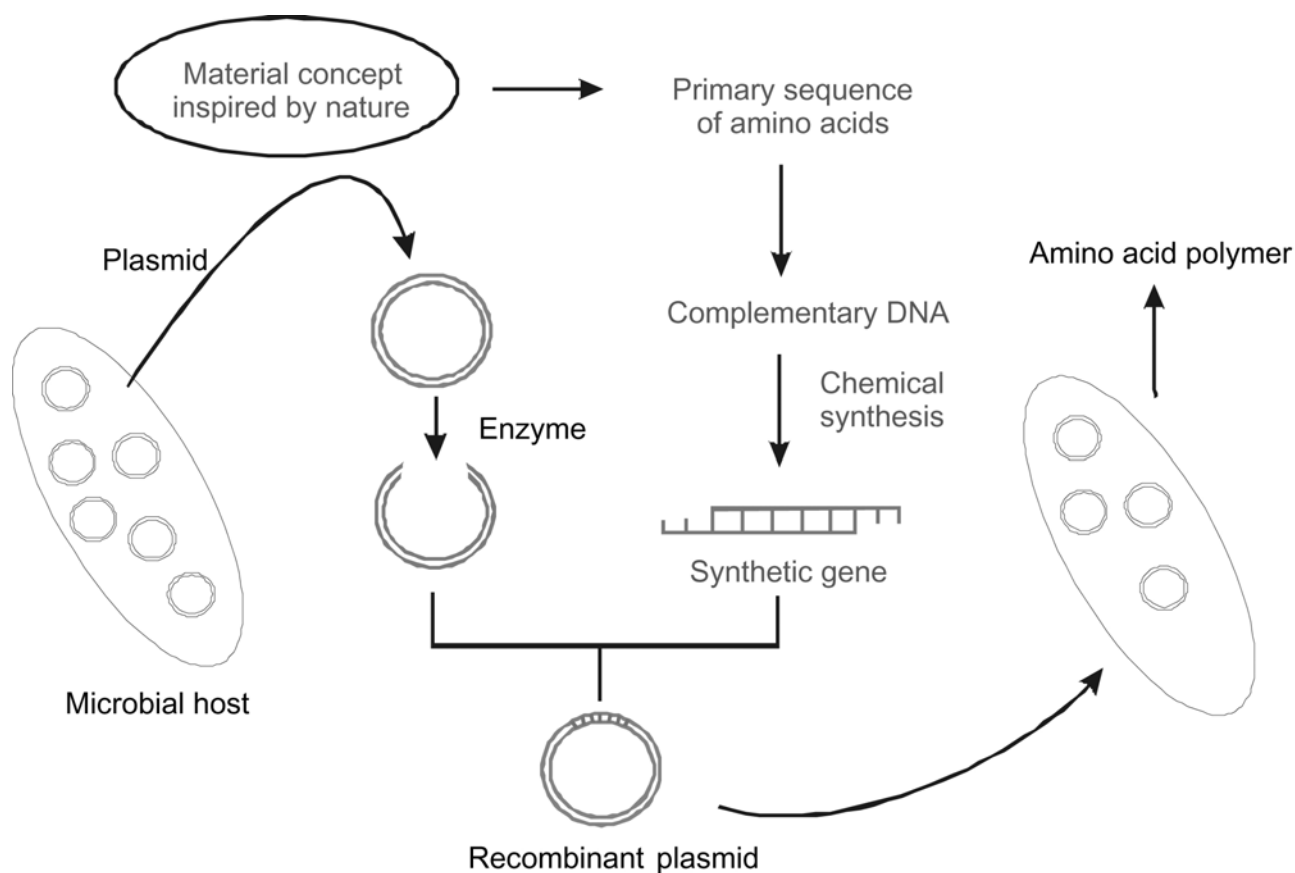 Material concept
inspired by nature
Primary sequence
of amino acids
Plasmid
Amino acid polymer
Complementary DNA
Chemical
synthesis
Enzyme
Synthetic gene
Microbial host
Recombinant plasmid